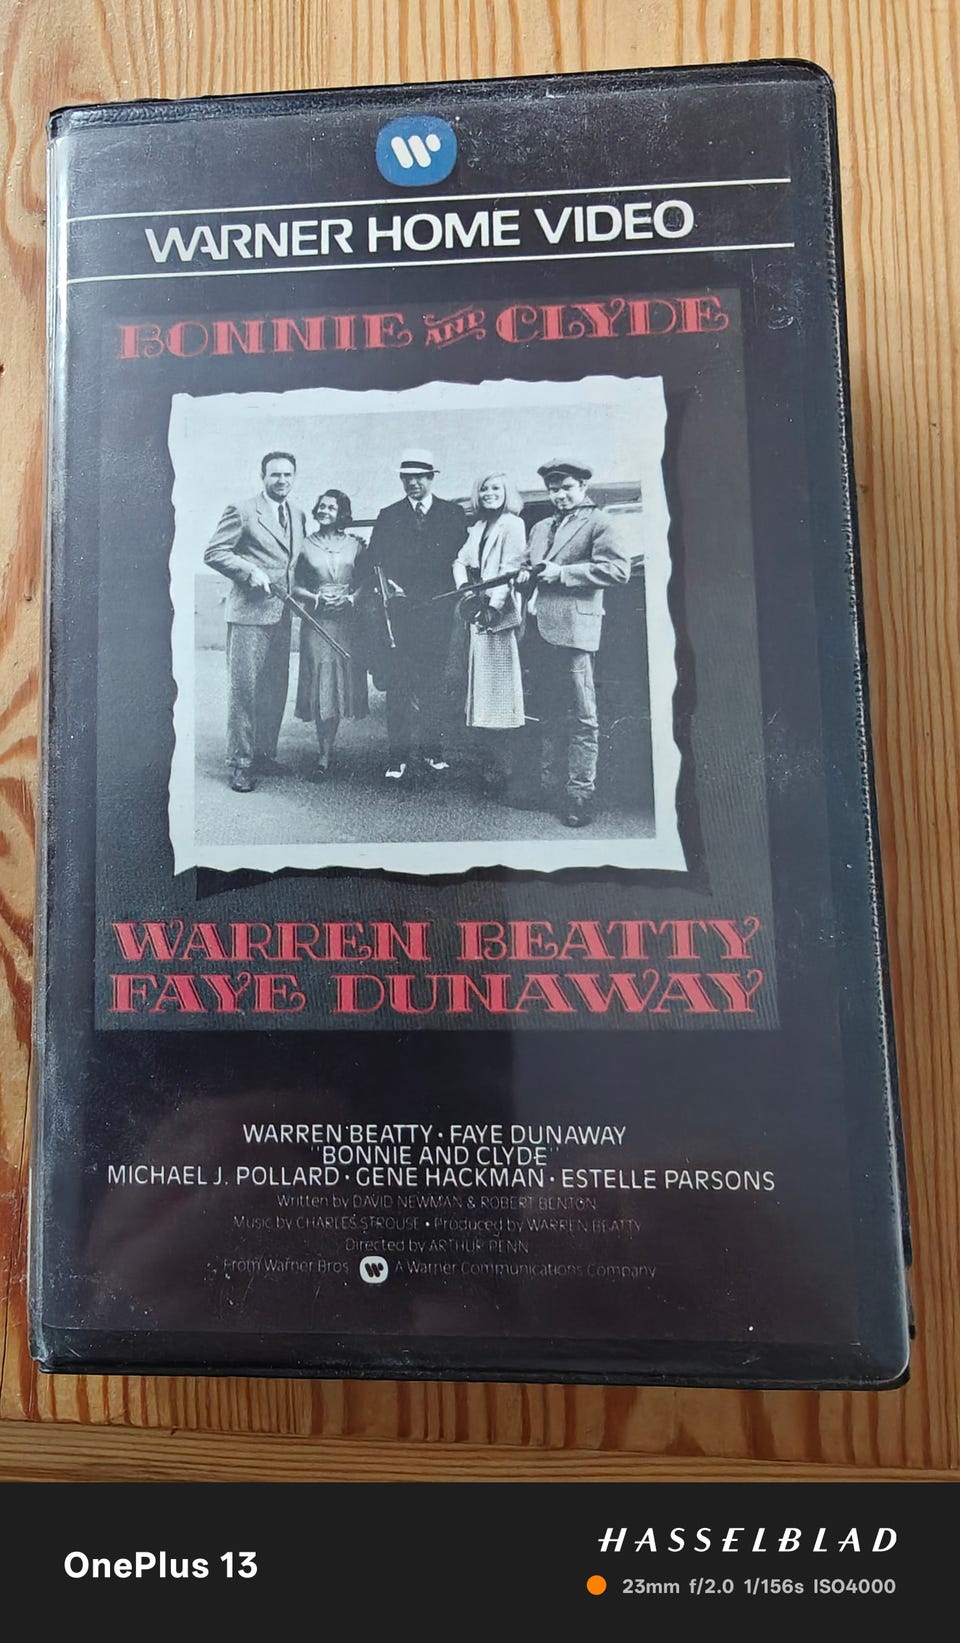 WARNER HOME VIDEO
BONNIE AND CLYDE
WARREN BEATTY
FAYE DUNAWAY
WARREN BEATTY · FAYE DUNAWAY
"BONNIE AND CLYDE"
MICHAEL J. POLLARD · GENE HACKMAN · ESTELLE PARSONS
Written by DAVID NEWMAN & ROBERT BENTON
Music by CHARLES STROUSE • Produced by WARREN BEATTY
Directed by ARTHUR PENN
From Warner Bros. A Warner Communications Company
OnePlus 13
HASSELBLAD
23mm f/2.0 1/156s ISO4000